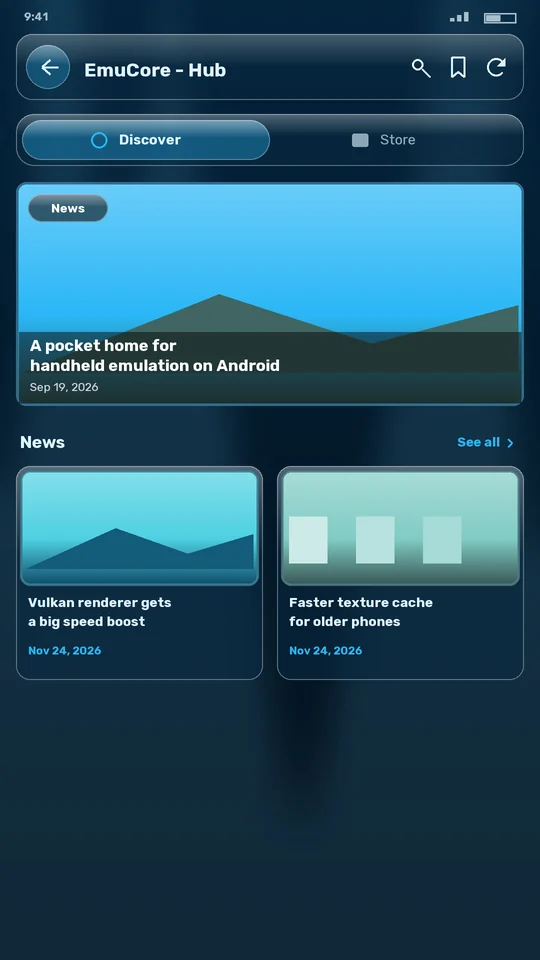 9:41
EmuCore - Hub
Discover
Store
News
A pocket home for
handheld emulation on Android
Sep 19, 2026
News
See all
Vulkan renderer gets
a big speed boost
Nov 24, 2026
Faster texture cache
for older phones
Nov 24, 2026